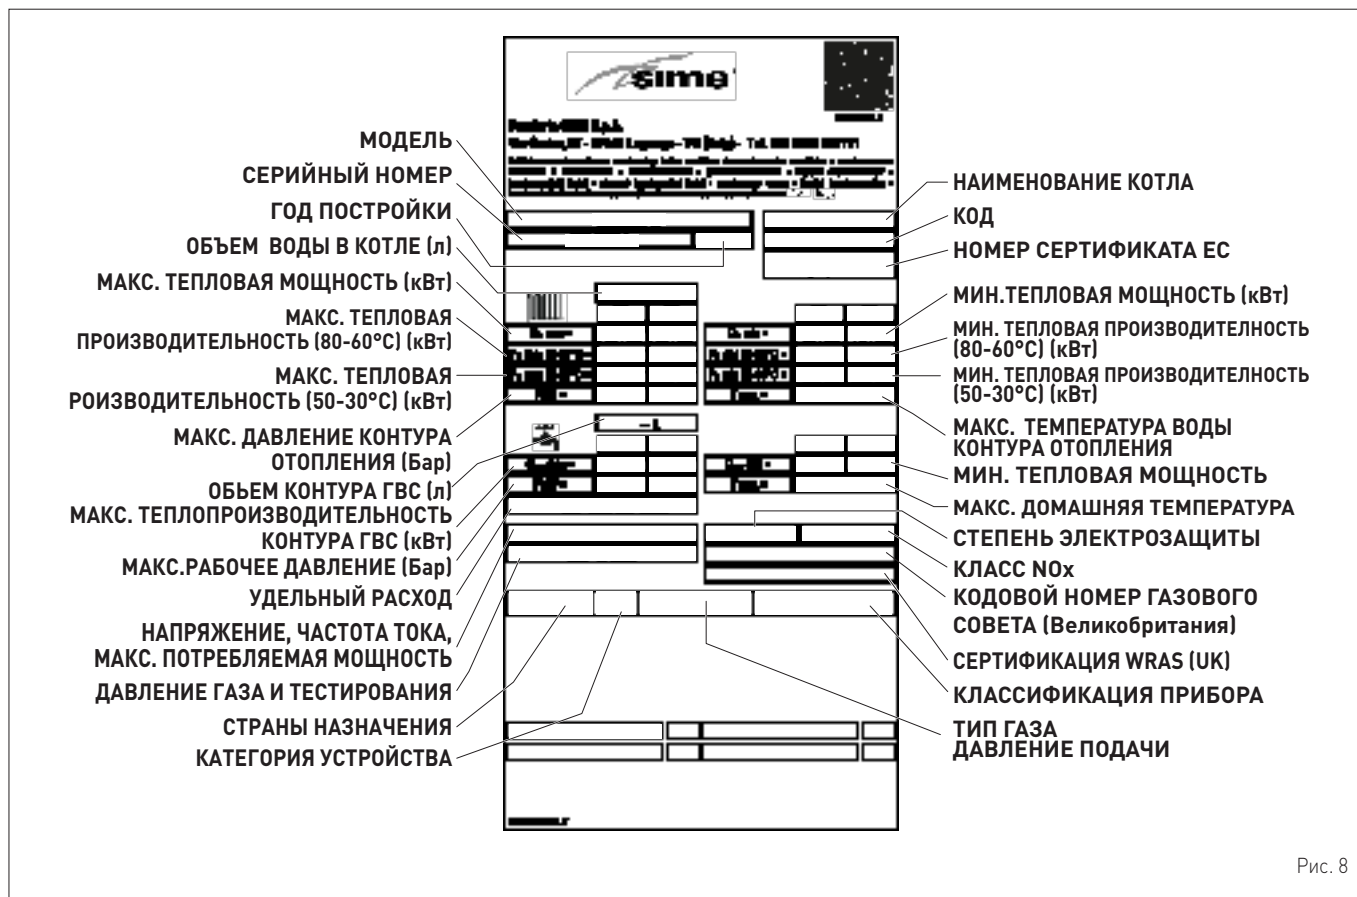 sime
МОДЕЛЬ
СЕРИЙНЫЙ НОМЕР
ГОД ПОСТРОЙКИ
ОБЪЕМ ВОДЫ В КОТЛЕ (л)
МАКС. ТЕПЛОВАЯ МОЩНОСТЬ (кВт)
МАКС. ТЕПЛОВАЯ
ПРОИЗВОДИТЕЛЬНОСТЬ (80-60°C) (кВт)
МАКС. ТЕПЛОВАЯ
РОИЗВОДИТЕЛЬНОСТЬ (50-30°C) (кВт)
МАКС. ДАВЛЕНИЕ КОНТУРА
ОТОПЛЕНИЯ (Бар)
ОБЬЕМ КОНТУРА ГВС (л)
МАКС. ТЕПЛОПРОИЗВОДИТЕЛЬНОСТЬ
КОНТУРА ГВС (кВт)
МАКС.РАБОЧЕЕ ДАВЛЕНИЕ (Бар)
УДЕЛЬНЫЙ РАСХОД
НАПРЯЖЕНИЕ, ЧАСТОТА ТОКА,
МАКС. ПОТРЕБЛЯЕМАЯ МОЩНОСТЬ
ДАВЛЕНИЕ ГАЗА И ТЕСТИРОВАНИЯ
СТРАНЫ НАЗНАЧЕНИЯ
КАТЕГОРИЯ УСТРОЙСТВА
НАИМЕНОВАНИЕ КОТЛА
КОД
НОМЕР СЕРТИФИКАТА ЕС
МИН.ТЕПЛОВАЯ МОЩНОСТЬ (кВт)
МИН. ТЕПЛОВАЯ ПРОИЗВОДИТЕЛНОСТЬ
(80-60°C) (кВт)
МИН. ТЕПЛОВАЯ ПРОИЗВОДИТЕЛНОСТЬ
(50-30°C) (кВт)
МАКС. ТЕМПЕРАТУРА ВОДЫ
КОНТУРА ОТОПЛЕНИЯ
МИН. ТЕПЛОВАЯ МОЩНОСТЬ
МАКС. ДОМАШНЯЯ ТЕМПЕРАТУРА
СТЕПЕНЬ ЭЛЕКТРОЗАЩИТЫ
КЛАСС NOx
КОДОВОЙ НОМЕР ГАЗОВОГО
СОВЕТА (Великобритания)
СЕРТИФИКАЦИЯ WRAS (UK)
КЛАССИФИКАЦИЯ ПРИБОРА
ТИП ГАЗА
ДАВЛЕНИЕ ПОДАЧИ
Рис. 8